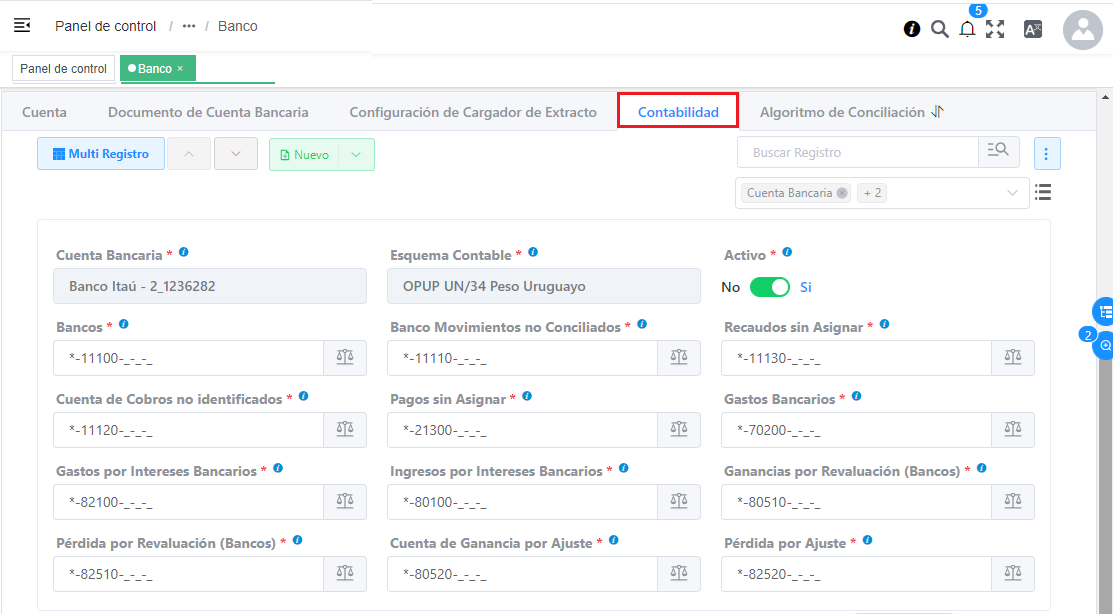 Panel de control / ••• / Banco
5
Panel de control
Banco ×
Cuenta Documento de Cuenta Bancaria Configuración de Cargador de Extracto Contabilidad Algoritmo de Conciliación
Multi Registro Nuevo Buscar Registro
Cuenta Bancaria + 2
Cuenta Bancaria * Esquema Contable * Activo *
Banco Itaú - 2_1236282 OPUP UN/34 Peso Uruguayo No Si
Bancos * Banco Movimientos no Conciliados * Recaudos sin Asignar *
2
*-11100-_-_-_ *-11110-_-_-_ *-11130-_-_-_
Cuenta de Cobros no identificados * Pagos sin Asignar * Gastos Bancarios *
*-11120-_-_-_ *-21300-_-_-_ *-70200-_-_-_
Gastos por Intereses Bancarios * Ingresos por Intereses Bancarios * Ganancias por Revaluación (Bancos) *
*-82100-_-_-_ *-80100-_-_-_ *-80510-_-_-_
Pérdida por Revaluación (Bancos) * Cuenta de Ganancia por Ajuste * Pérdida por Ajuste *
*-82510-_-_-_ *-80520-_-_-_ *-82520-_-_-_